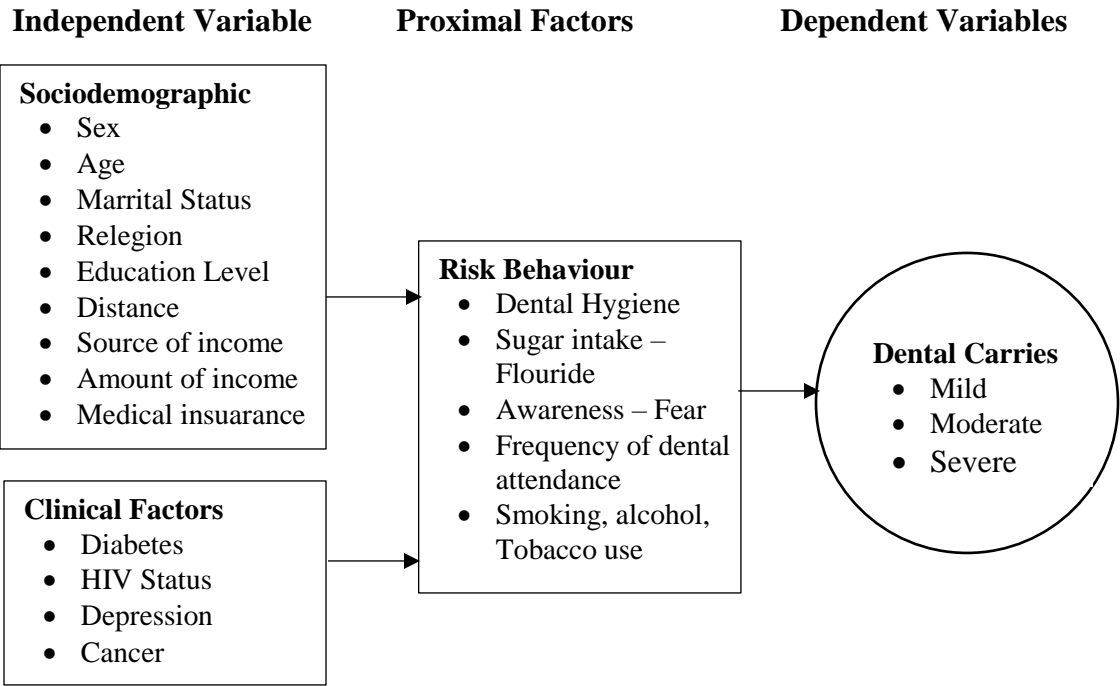 Independent Variable
Proximal Factors
Dependent Variables
Sociodemographic
• Sex
• Age
• Marrital Status
• Relegion
• Education Level
• Distance
• Source of income
• Amount of income
• Medical insuarance
Clinical Factors
• Diabetes
• HIV Status
• Depression
• Cancer
Risk Behaviour
• Dental Hygiene
• Sugar intake –
Flouride
• Awareness – Fear
• Frequency of dental
attendance
• Smoking, alcohol,
Tobacco use
Dental Carries
• Mild
• Moderate
• Severe